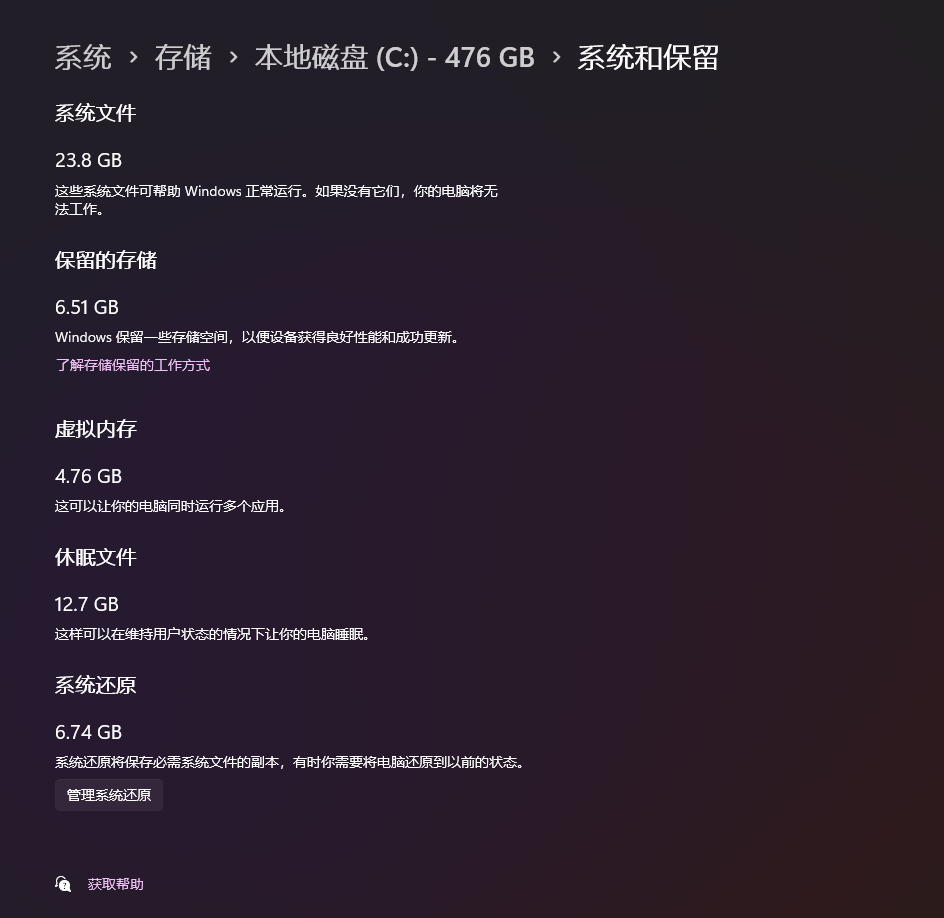 系统 › 存储 › 本地磁盘 (C:) - 476 GB › 系统和保留
系统文件
23.8 GB
这些系统文件可帮助 Windows 正常运行。如果没有它们，你的电脑将无
法工作。
保留的存储
6.51 GB
Windows 保留一些存储空间，以便设备获得良好性能和成功更新。
了解存储保留的工作方式
虚拟内存
4.76 GB
这可以让你的电脑同时运行多个应用。
休眠文件
12.7 GB
这样可以在维持用户状态的情况下让你的电脑睡眠。
系统还原
6.74 GB
系统还原将保存必需系统文件的副本，有时你需要将电脑还原到以前的状态。
管理系统还原
获取帮助